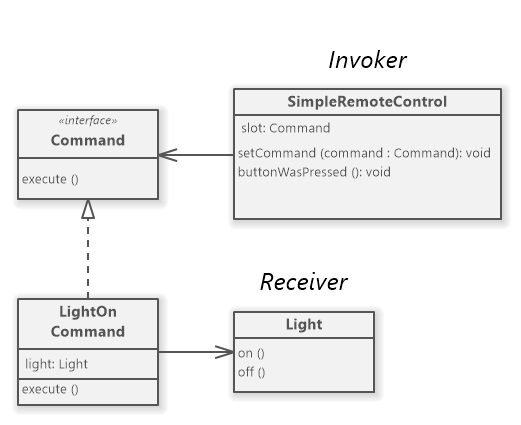 Invoker
SimpleRemoteControl
slot: Command
setCommand (command : Command): void
buttonWasPressed (): void
«interface»
Command
execute ()
Receiver
LightOn
Command
light: Light
execute ()
Light
on ()
off ()